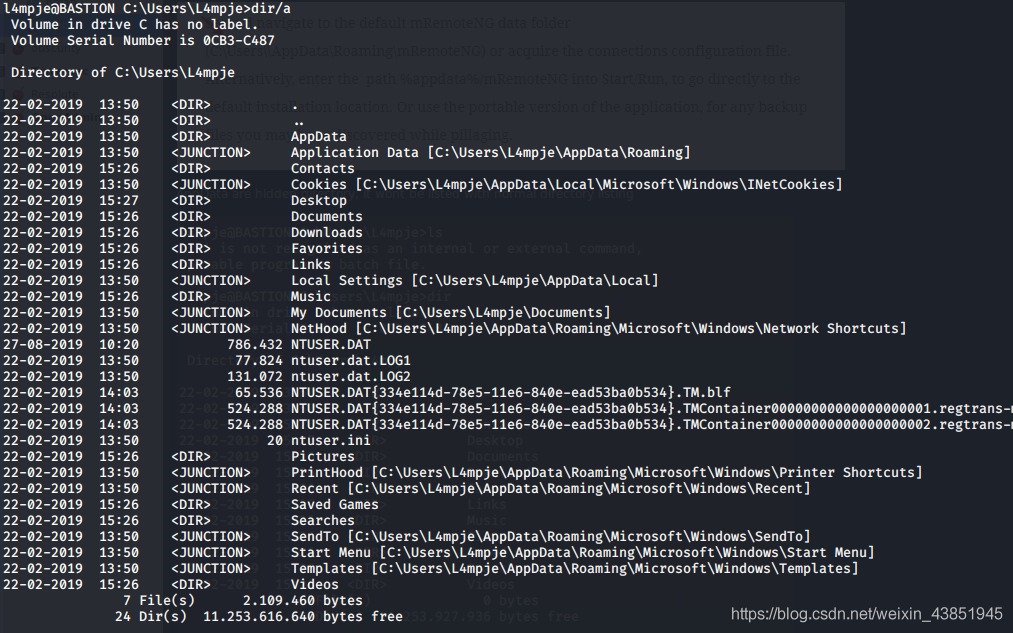 l4mpje@BASTION C:\Users\L4mpje>dir/a
 Volume in drive C has no label.
 Volume Serial Number is 0CB3-C487

 Directory of C:\Users\L4mpje

22-02-2019  13:50    <DIR>          .
22-02-2019  13:50    <DIR>          ..
22-02-2019  13:50    <DIR>          AppData
22-02-2019  13:50    <JUNCTION>     Application Data [C:\Users\L4mpje\AppData\Roaming]
22-02-2019  15:26    <DIR>          Contacts
22-02-2019  13:50    <JUNCTION>     Cookies [C:\Users\L4mpje\AppData\Local\Microsoft\Windows\INetCookies]
22-02-2019  15:27    <DIR>          Desktop
22-02-2019  15:26    <DIR>          Documents
22-02-2019  15:26    <DIR>          Downloads
22-02-2019  15:26    <DIR>          Favorites
22-02-2019  15:26    <DIR>          Links
22-02-2019  13:50    <JUNCTION>     Local Settings [C:\Users\L4mpje\AppData\Local]
22-02-2019  15:26    <DIR>          Music
22-02-2019  13:50    <JUNCTION>     My Documents [C:\Users\L4mpje\Documents]
22-02-2019  13:50    <JUNCTION>     NetHood [C:\Users\L4mpje\AppData\Roaming\Microsoft\Windows\Network Shortcuts]
27-08-2019  10:20           786.432 NTUSER.DAT
22-02-2019  13:50            77.824 ntuser.dat.LOG1
22-02-2019  13:50           131.072 ntuser.dat.LOG2
22-02-2019  14:03            65.536 NTUSER.DAT{334e114d-78e5-11e6-840e-ead53ba0b534}.TM.blf
22-02-2019  14:03           524.288 NTUSER.DAT{334e114d-78e5-11e6-840e-ead53ba0b534}.TMContainer00000000000000000001.regtrans-m
22-02-2019  14:03           524.288 NTUSER.DAT{334e114d-78e5-11e6-840e-ead53ba0b534}.TMContainer00000000000000000002.regtrans-m
22-02-2019  13:50                20 ntuser.ini
22-02-2019  15:26    <DIR>          Pictures
22-02-2019  13:50    <JUNCTION>     PrintHood [C:\Users\L4mpje\AppData\Roaming\Microsoft\Windows\Printer Shortcuts]
22-02-2019  13:50    <JUNCTION>     Recent [C:\Users\L4mpje\AppData\Roaming\Microsoft\Windows\Recent]
22-02-2019  15:26    <DIR>          Saved Games
22-02-2019  15:26    <DIR>          Searches
22-02-2019  13:50    <JUNCTION>     SendTo [C:\Users\L4mpje\AppData\Roaming\Microsoft\Windows\SendTo]
22-02-2019  13:50    <JUNCTION>     Start Menu [C:\Users\L4mpje\AppData\Roaming\Microsoft\Windows\Start Menu]
22-02-2019  13:50    <JUNCTION>     Templates [C:\Users\L4mpje\AppData\Roaming\Microsoft\Windows\Templates]
22-02-2019  15:26    <DIR>          Videos
               7 File(s)      2.109.460 bytes
              24 Dir(s)  11.253.616.640 bytes free
https://blog.csdn.net/weixin_43851945